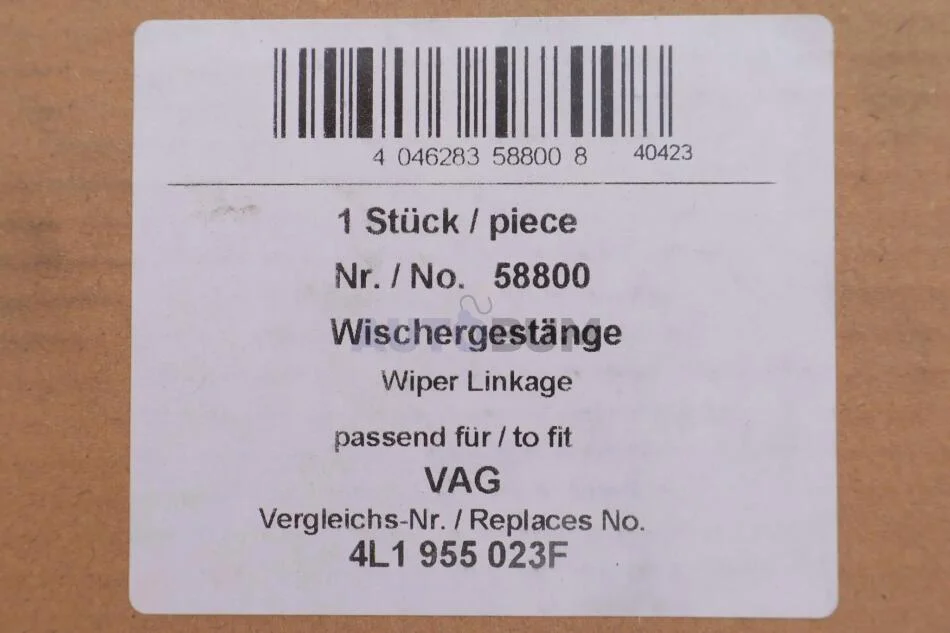 4 046283 58800 8 40423
1 Stück / piece
Nr. / No. 58800
AUTODUM
Wischergestänge
Wiper Linkage
passend für / to fit
VAG
Vergleichs-Nr. / Replaces No.
4L1 955 023F